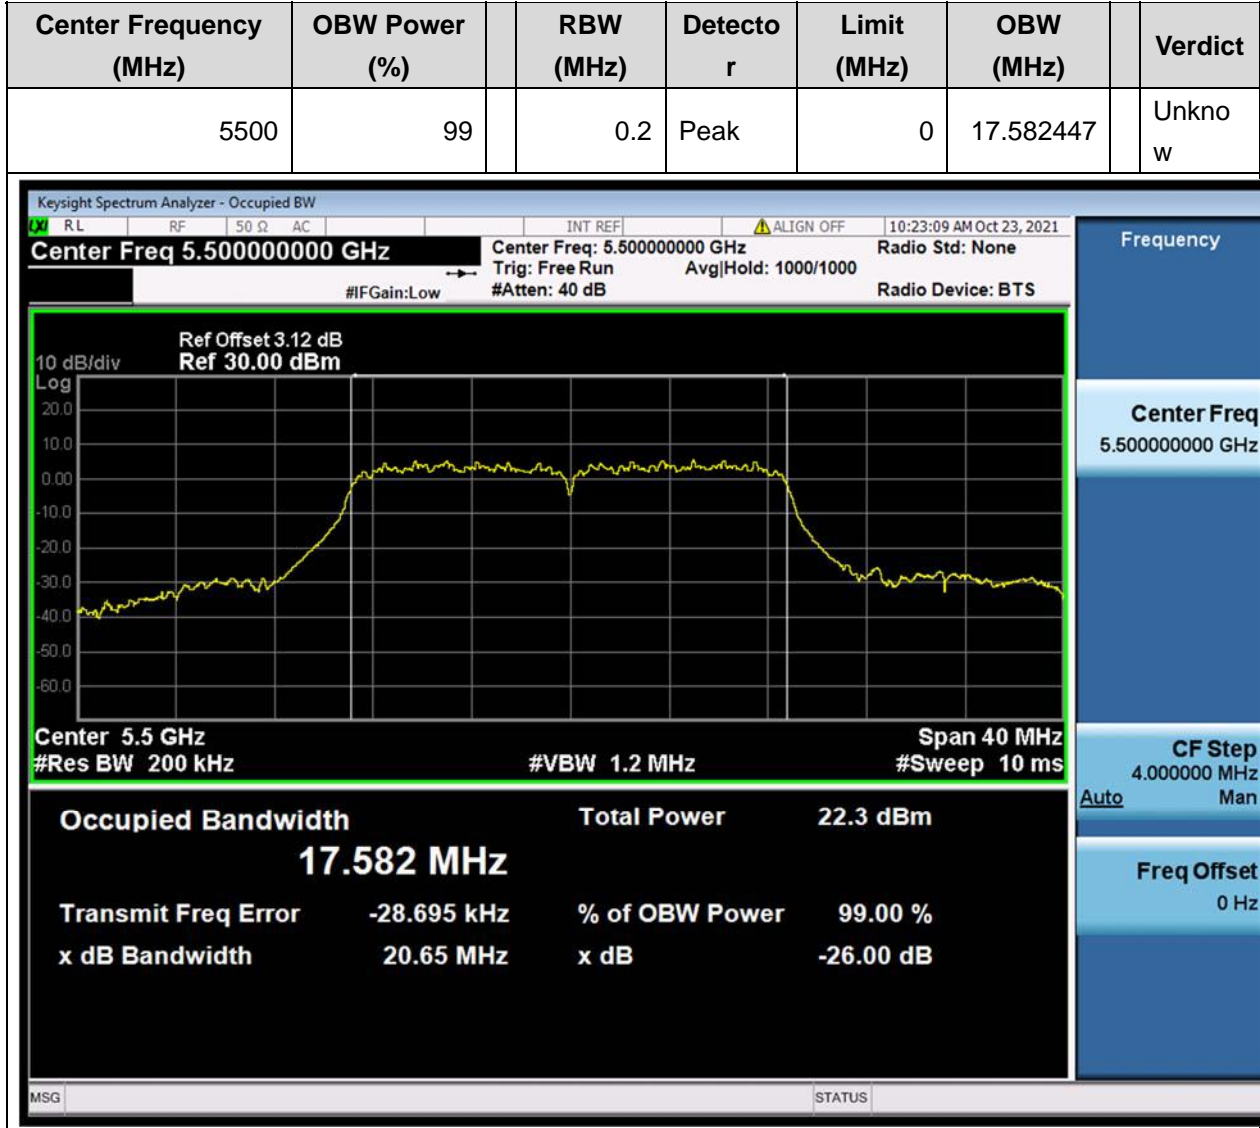 Center Frequency (MHz) OBW Power (%) RBW (MHz) Detecto r Limit (MHz) OBW (MHz) Verdict
5500 99 0.2 Peak 0 17.582447 Unkno w
Keysight Spectrum Analyzer - Occupied BW
LXI RL RF 50 Ω AC INT REF ALIGN OFF 10:23:09 AM Oct 23, 2021
Center Freq 5.500000000 GHz
Center Freq: 5.500000000 GHz Radio Std: None
Trig: Free Run Avg|Hold: 1000/1000
#IFGain:Low #Atten: 40 dB Radio Device: BTS
Frequency
Ref Offset 3.12 dB
10 dB/div Ref 30.00 dBm
Log
20.0
10.0
0.00
-10.0
-20.0
-30.0
-40.0
-50.0
-60.0
Center 5.5 GHz Span 40 MHz
#Res BW 200 kHz #VBW 1.2 MHz #Sweep 10 ms
Center Freq
5.500000000 GHz
CF Step
4.000000 MHz
Auto Man
Freq Offset
0 Hz
Occupied Bandwidth Total Power 22.3 dBm
17.582 MHz
Transmit Freq Error -28.695 kHz % of OBW Power 99.00 %
x dB Bandwidth 20.65 MHz x dB -26.00 dB
MSG STATUS